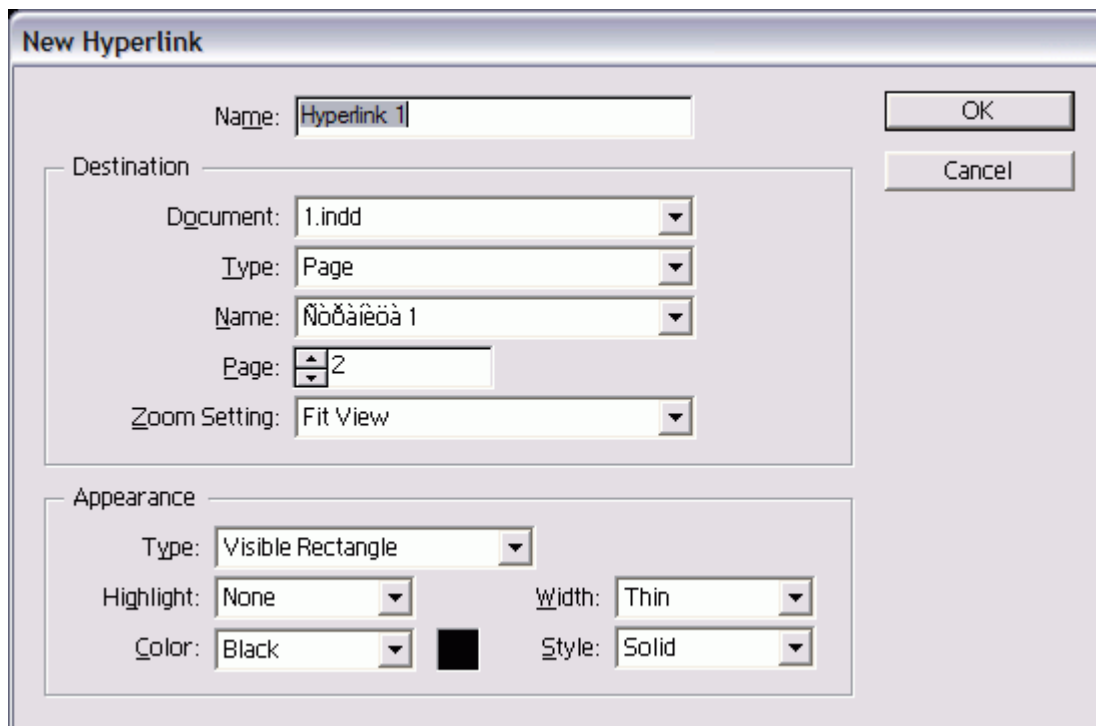 New Hyperlink
Name: Hyperlink 1
OK
Destination
Cancel
Document: 1.indd
Type: Page
Name: Ñòðàíèöà 1
Page: 2
Zoom Setting: Fit View
Appearance
Type: Visible Rectangle
Highlight: None Width: Thin
Color: Black Style: Solid